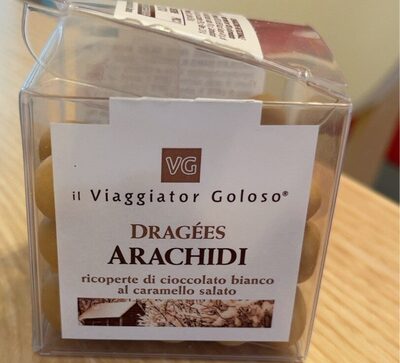 VG
il Viaggiator Goloso®
DRAGÉES
ARACHIDI
ricoperte di cioccolato bianco
al caramello salato